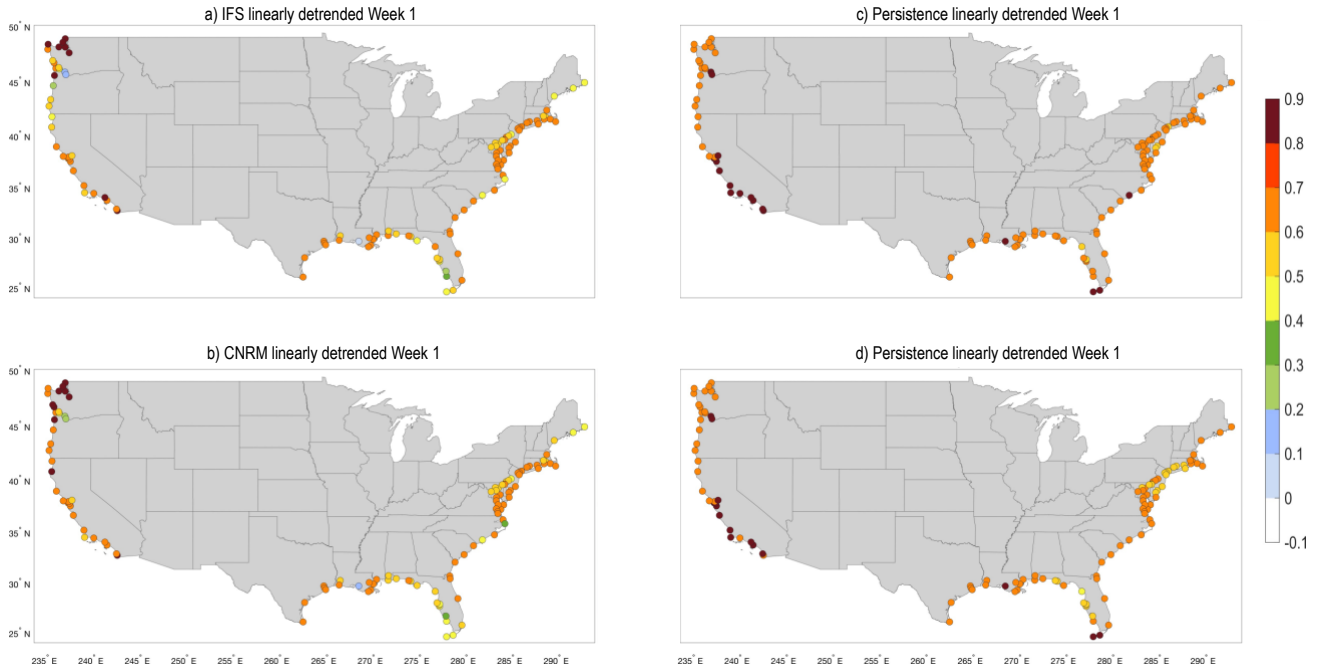 a) IFS linearly detrended Week 1
50° N
45° N
40° N
35° N
30° N
25° N
c) Persistence linearly detrended Week 1
b) CNRM linearly detrended Week 1
50° N
45° N
40° N
35° N
30° N
25° N
235° E 240° E 245° E 250° E 255° E 260° E 265° E 270° E 275° E 280° E 285° E 290° E
d) Persistence linearly detrended Week 1
235° E 240° E 245° E 250° E 255° E 260° E 265° E 270° E 275° E 280° E 285° E 290° E
0.9
0.8
0.7
0.6
0.5
0.4
0.3
0.2
0.1
0
-0.1